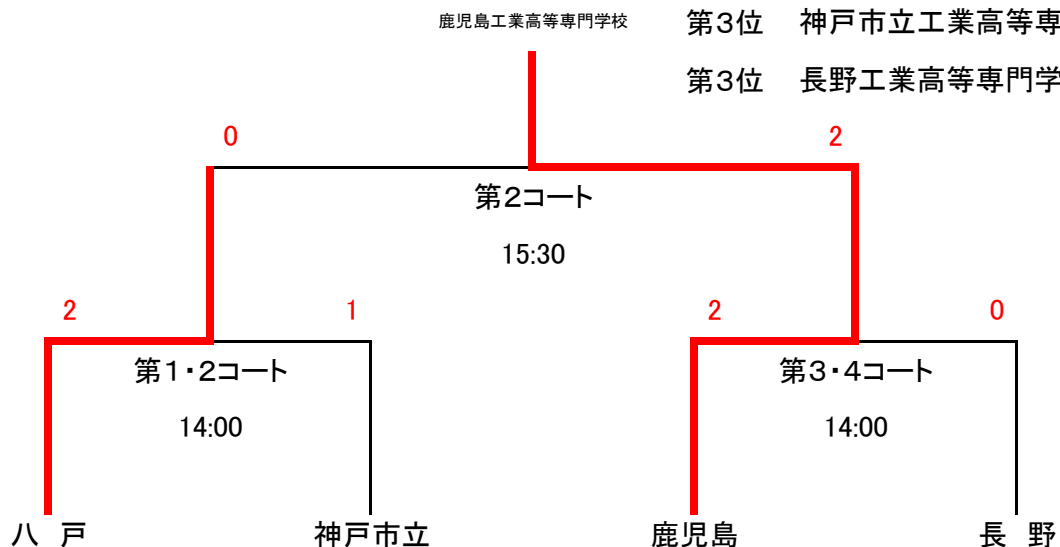 鹿児島工業高等専門学校
第3位 神戸市立工業高等専
第3位 長野工業高等専門学
0
2
第2コート
15:30
2
1
2
0
第1・2コート
第3・4コート
14:00
14:00
八 戸
神戸市立
鹿児島
長 野